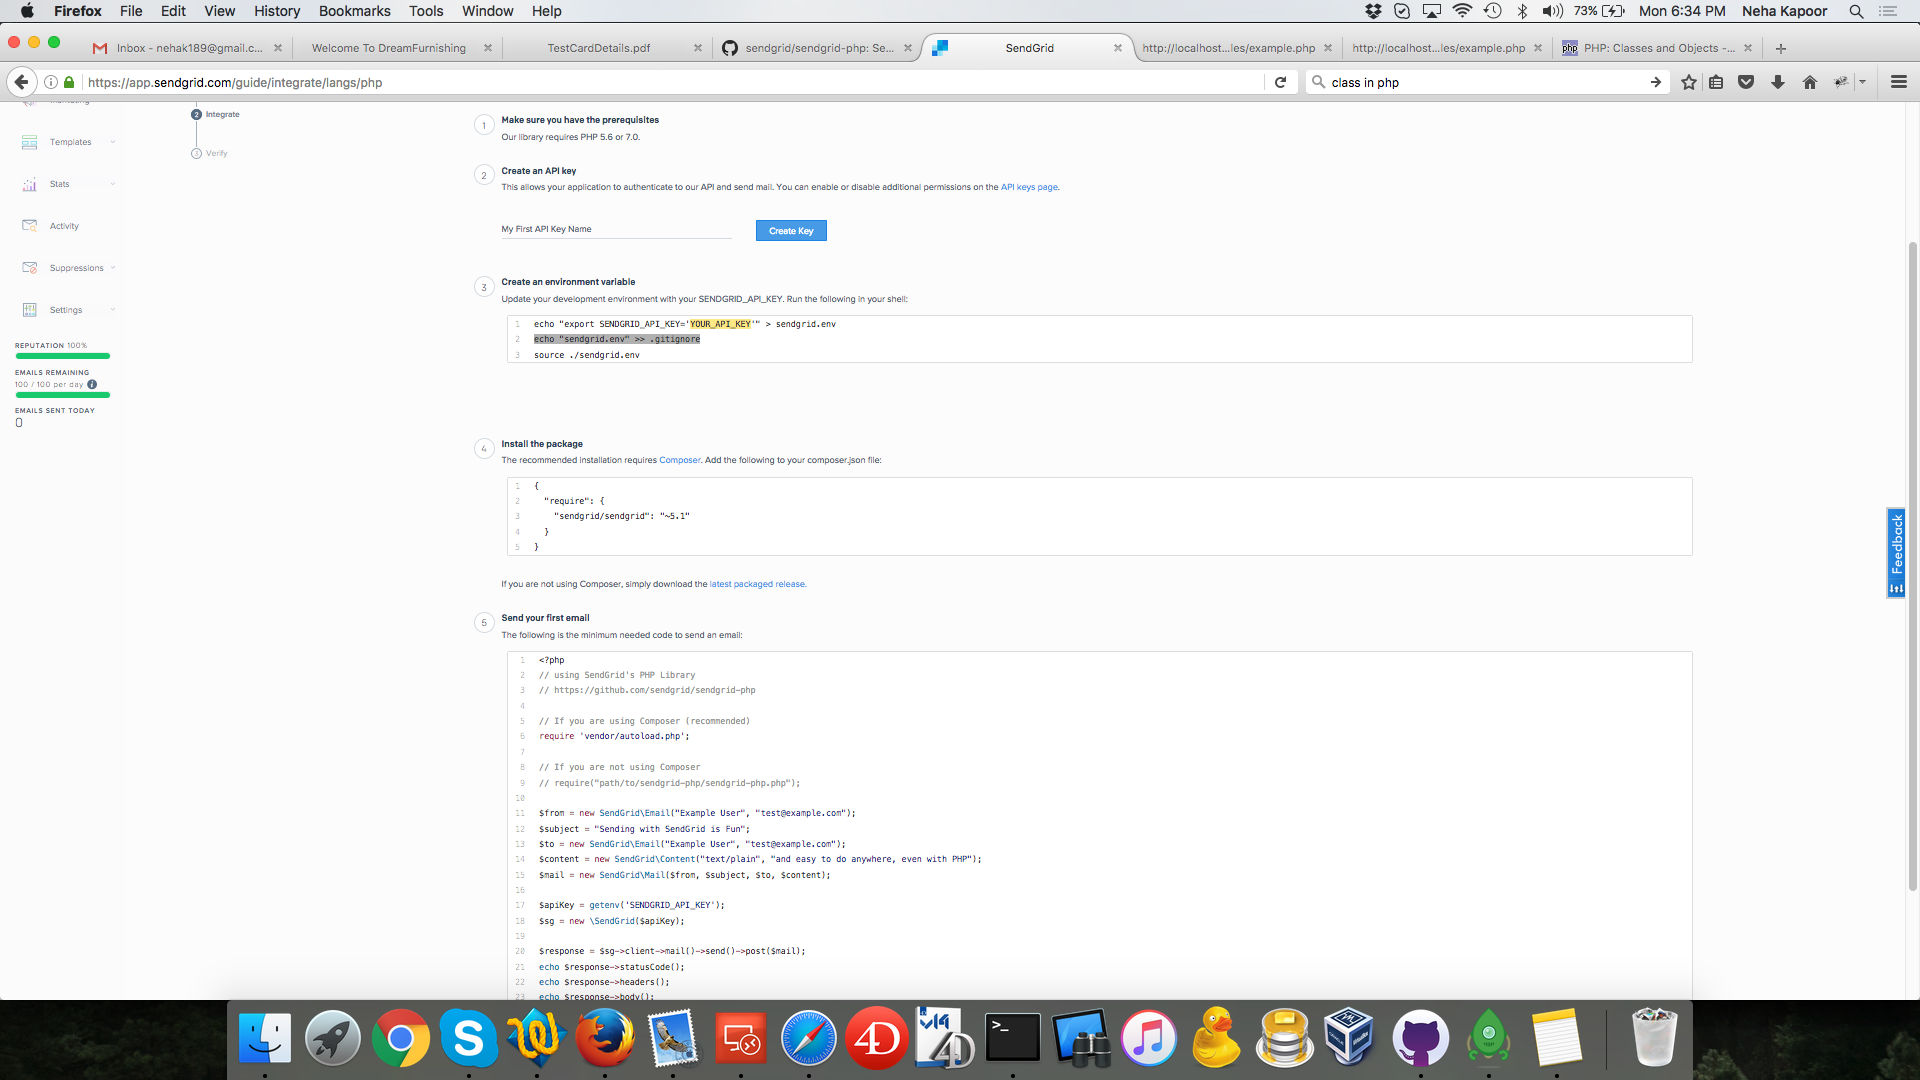 Firefox File Edit View History Bookmarks Tools Window Help 73% Mon 6:34 PM Neha Kapoor
Inbox - nehak189@gmail.c... Welcome To DreamFurnishing TestCardDetails.pdf sendgrid/sendgrid-php: Se... SendGrid http://localhost...les/example.php http://localhost...les/example.php php PHP: Classes and Objects -...
https://app.sendgrid.com/guide/integrate/langs/php class in php
2 Integrate
3 Verify
Templates
Stats
Activity
Suppressions
Settings
REPUTATION 100%
EMAILS REMAINING
100 / 100 per day i
EMAILS SENT TODAY
0
1 Make sure you have the prerequisites
Our library requires PHP 5.6 or 7.0.
2 Create an API key
This allows your application to authenticate to our API and send mail. You can enable or disable additional permissions on the API keys page.
My First API Key Name Create Key
3 Create an environment variable
Update your development environment with your SENDGRID_API_KEY. Run the following in your shell:
1 echo "export SENDGRID_API_KEY='YOUR_API_KEY'" > sendgrid.env
2 echo "sendgrid.env" >> .gitignore
3 source ./sendgrid.env
4 Install the package
The recommended installation requires Composer. Add the following to your composer.json file:
1 {
2 "require": {
3 "sendgrid/sendgrid": "~5.1"
4 }
5 }
If you are not using Composer, simply download the latest packaged release.
5 Send your first email
The following is the minimum needed code to send an email:
1 <?php
2 // using SendGrid's PHP Library
3 // https://github.com/sendgrid/sendgrid-php
4
5 // If you are using Composer (recommended)
6 require 'vendor/autoload.php';
7
8 // If you are not using Composer
9 // require("path/to/sendgrid-php/sendgrid-php.php");
10
11 $from = new SendGrid\Email("Example User", "test@example.com");
12 $subject = "Sending with SendGrid is Fun";
13 $to = new SendGrid\Email("Example User", "test@example.com");
14 $content = new SendGrid\Content("text/plain", "and easy to do anywhere, even with PHP");
15 $mail = new SendGrid\Mail($from, $subject, $to, $content);
16
17 $apiKey = getenv('SENDGRID_API_KEY');
18 $sg = new \SendGrid($apiKey);
19
20 $response = $sg->client->mail()->send()->post($mail);
21 echo $response->statusCode();
22 echo $response->headers();
23 echo $response->body();
Feedback
4D
v14
4D